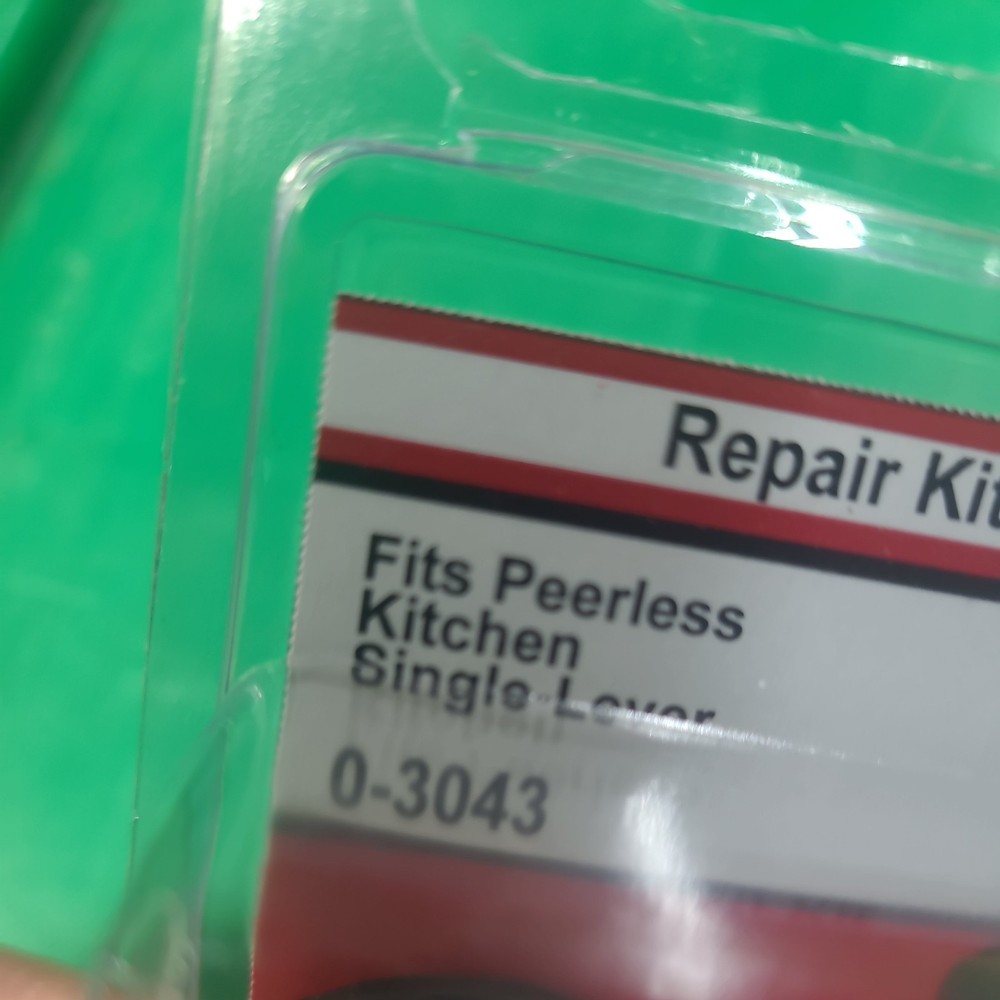 Repair Kit
Fits Peerless
Kitchen
Single Lever
0-3043